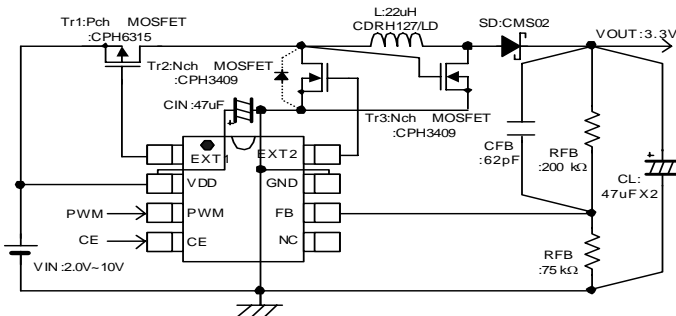 Tr1:Pch MOSFET
:CPH6315
L:22uH
CDRH127/LD
SD:CMS02
VOUT: 3.3V
Tr2:Nch MOSFET
:CPH3409
CIN:47uF
+
Tr3:Nch MOSFET
:CPH3409
CFB
:62pF
RFB
:200 kΩ
+
CL:
47uFX2
EXT1
EXT2
VDD
GND
PWM
PWM
FB
CE
CE
NC
VIN:2.0V~10V
RFB
:75 kΩ